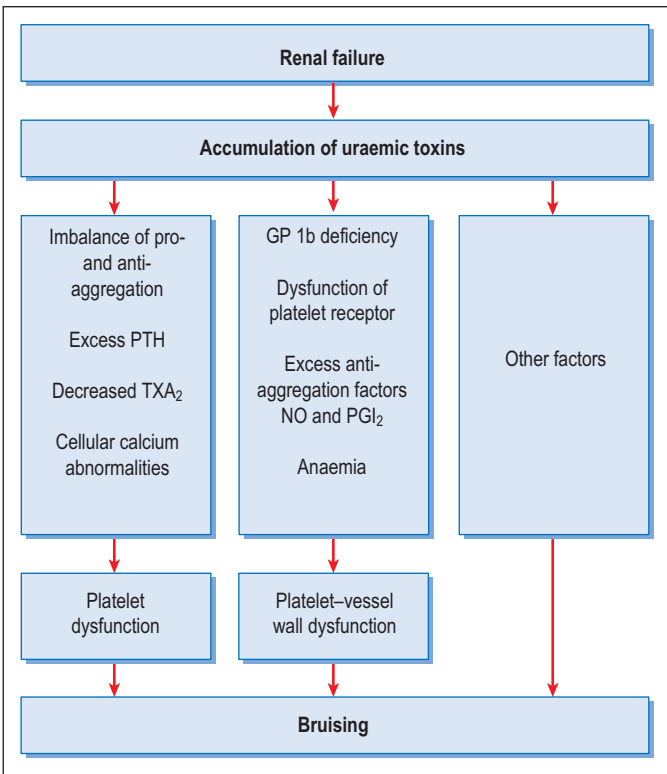 Renal failure
Accumulation of uraemic toxins
Imbalance of pro-
and anti-
aggregation
Excess PTH
Decreased TXA₂
Cellular calcium
abnormalities
GP 1b deficiency
Dysfunction of
platelet receptor
Excess anti-
aggregation factors
NO and PGI₂
Anaemia
Other factors
Platelet
dysfunction
Platelet–vessel
wall dysfunction
Bruising